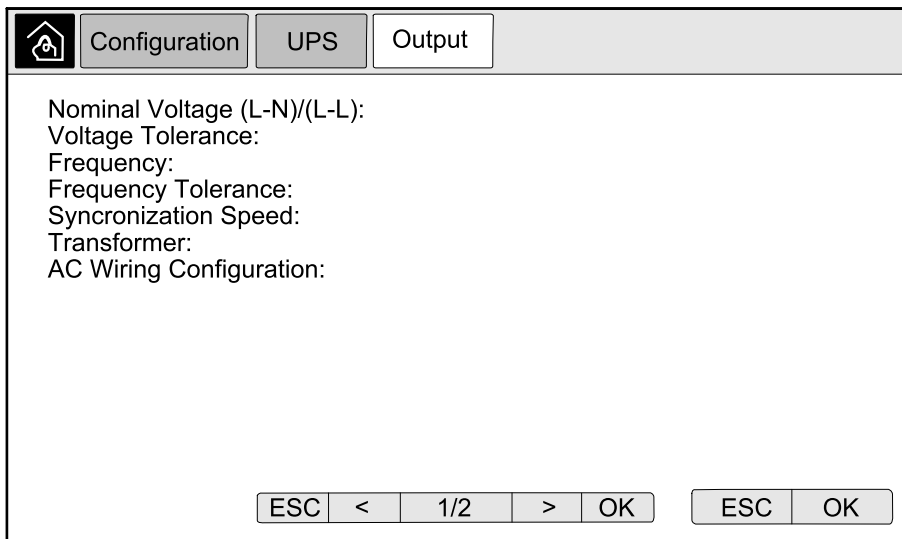 Configuration UPS Output
Nominal Voltage (L-N)/(L-L):
Voltage Tolerance:
Frequency:
Frequency Tolerance:
Syncronization Speed:
Transformer:
AC Wiring Configuration:
ESC < 1/2 > OK ESC OK